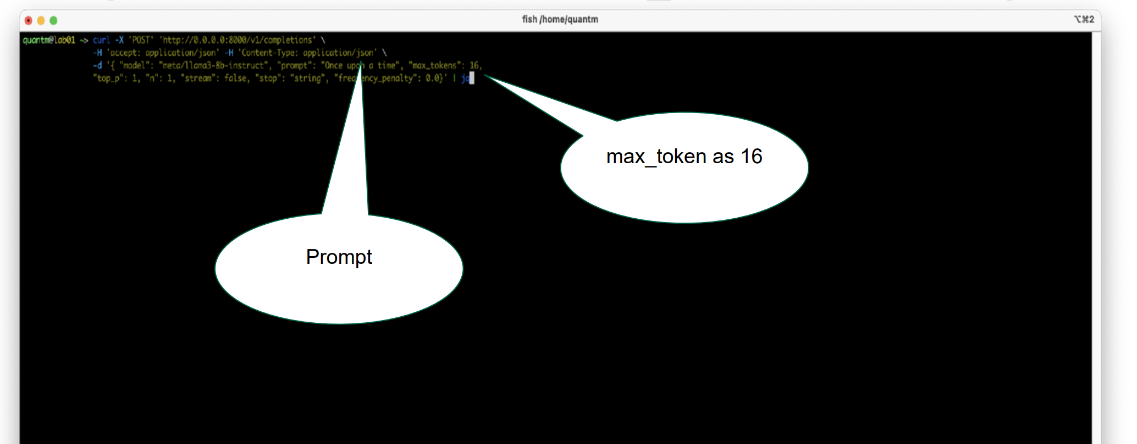 fish /home/quantm
⌥⌘2
quantm@lab01 ~> curl -X 'POST' 'http://0.0.0.0:8000/v1/completions' \
-H 'accept: application/json' -H 'Content-Type: application/json' \
-d '{ "model": "meta/llama3-8b-instruct", "prompt": "Once upon a time", "max_tokens": 16,
"top_p": 1, "n": 1, "stream": false, "stop": "string", "frequency_penalty": 0.0}' | jq
max_token as 16
Prompt